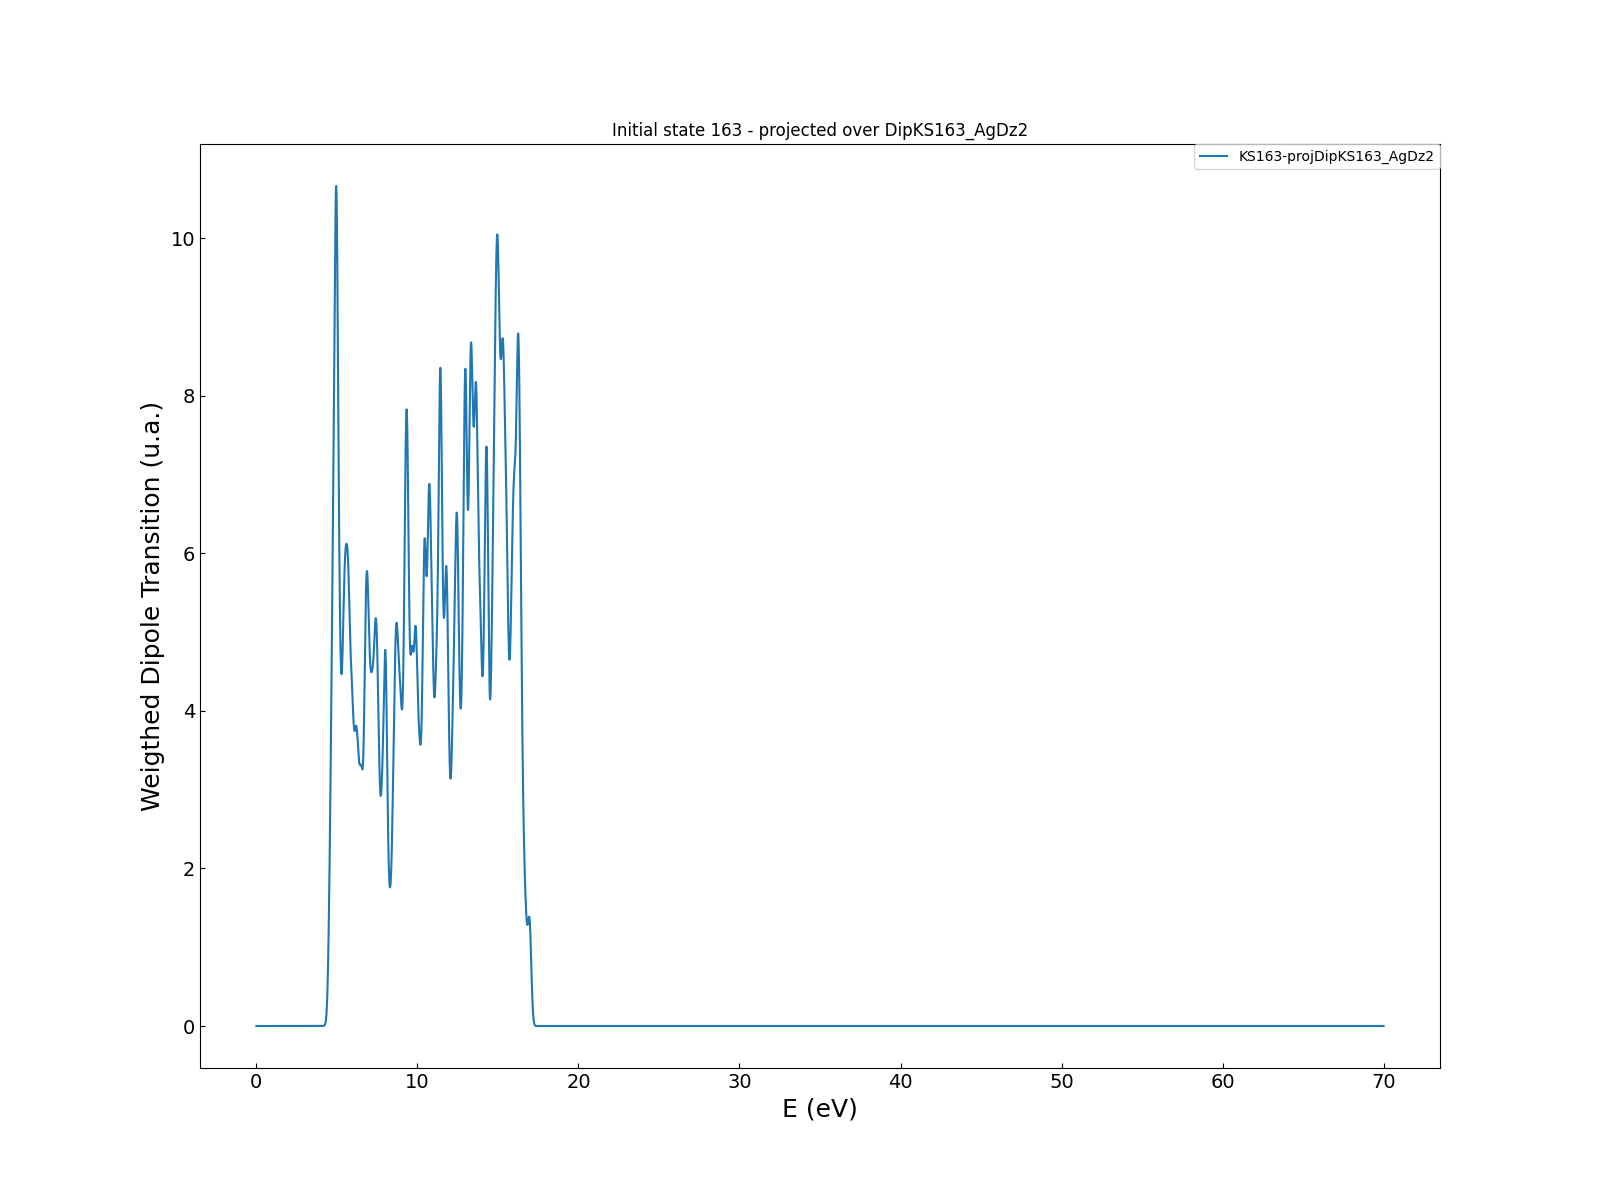 Initial state 163 - projected over DipKS163_AgDz2
KS163-projDipKS163_AgDz2
Weigthed Dipole Transition (u.a.)
10
8
6
4
2
0
0 10 20 30 40 50 60 70
E (eV)